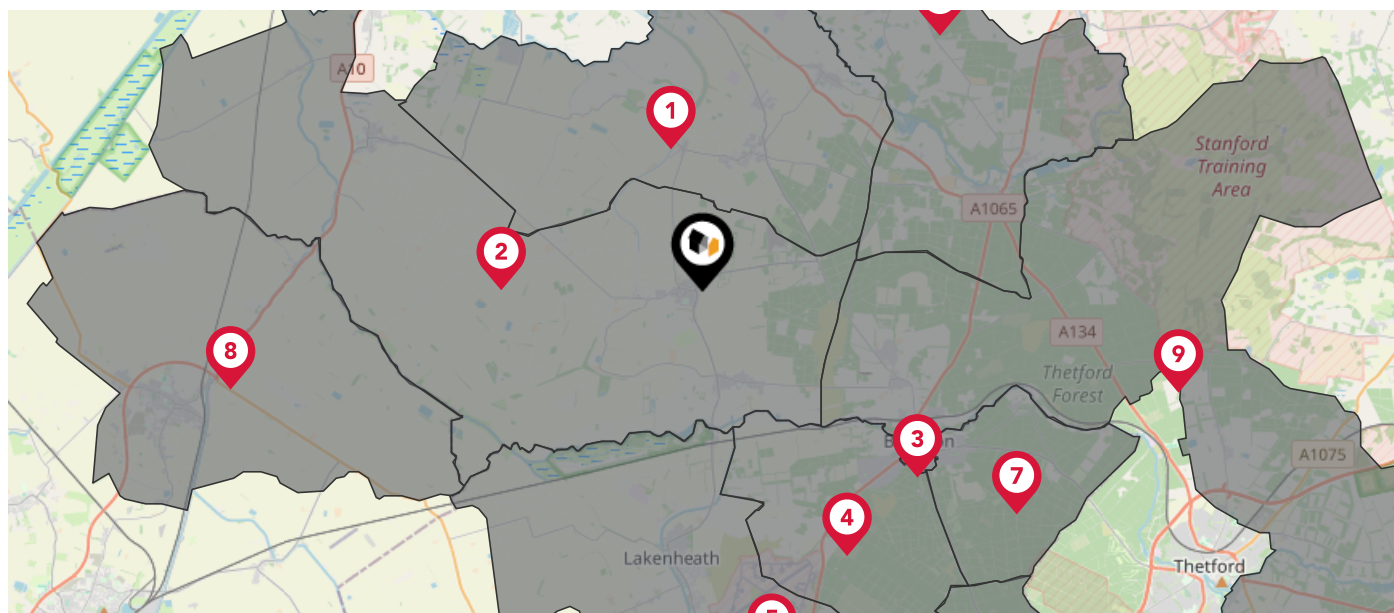 A10
1
Stanford
Training
Area
A1065
2
A134
8
9
Thetford
Forest
3
A1075
7
4
Lakenheath
Thetford